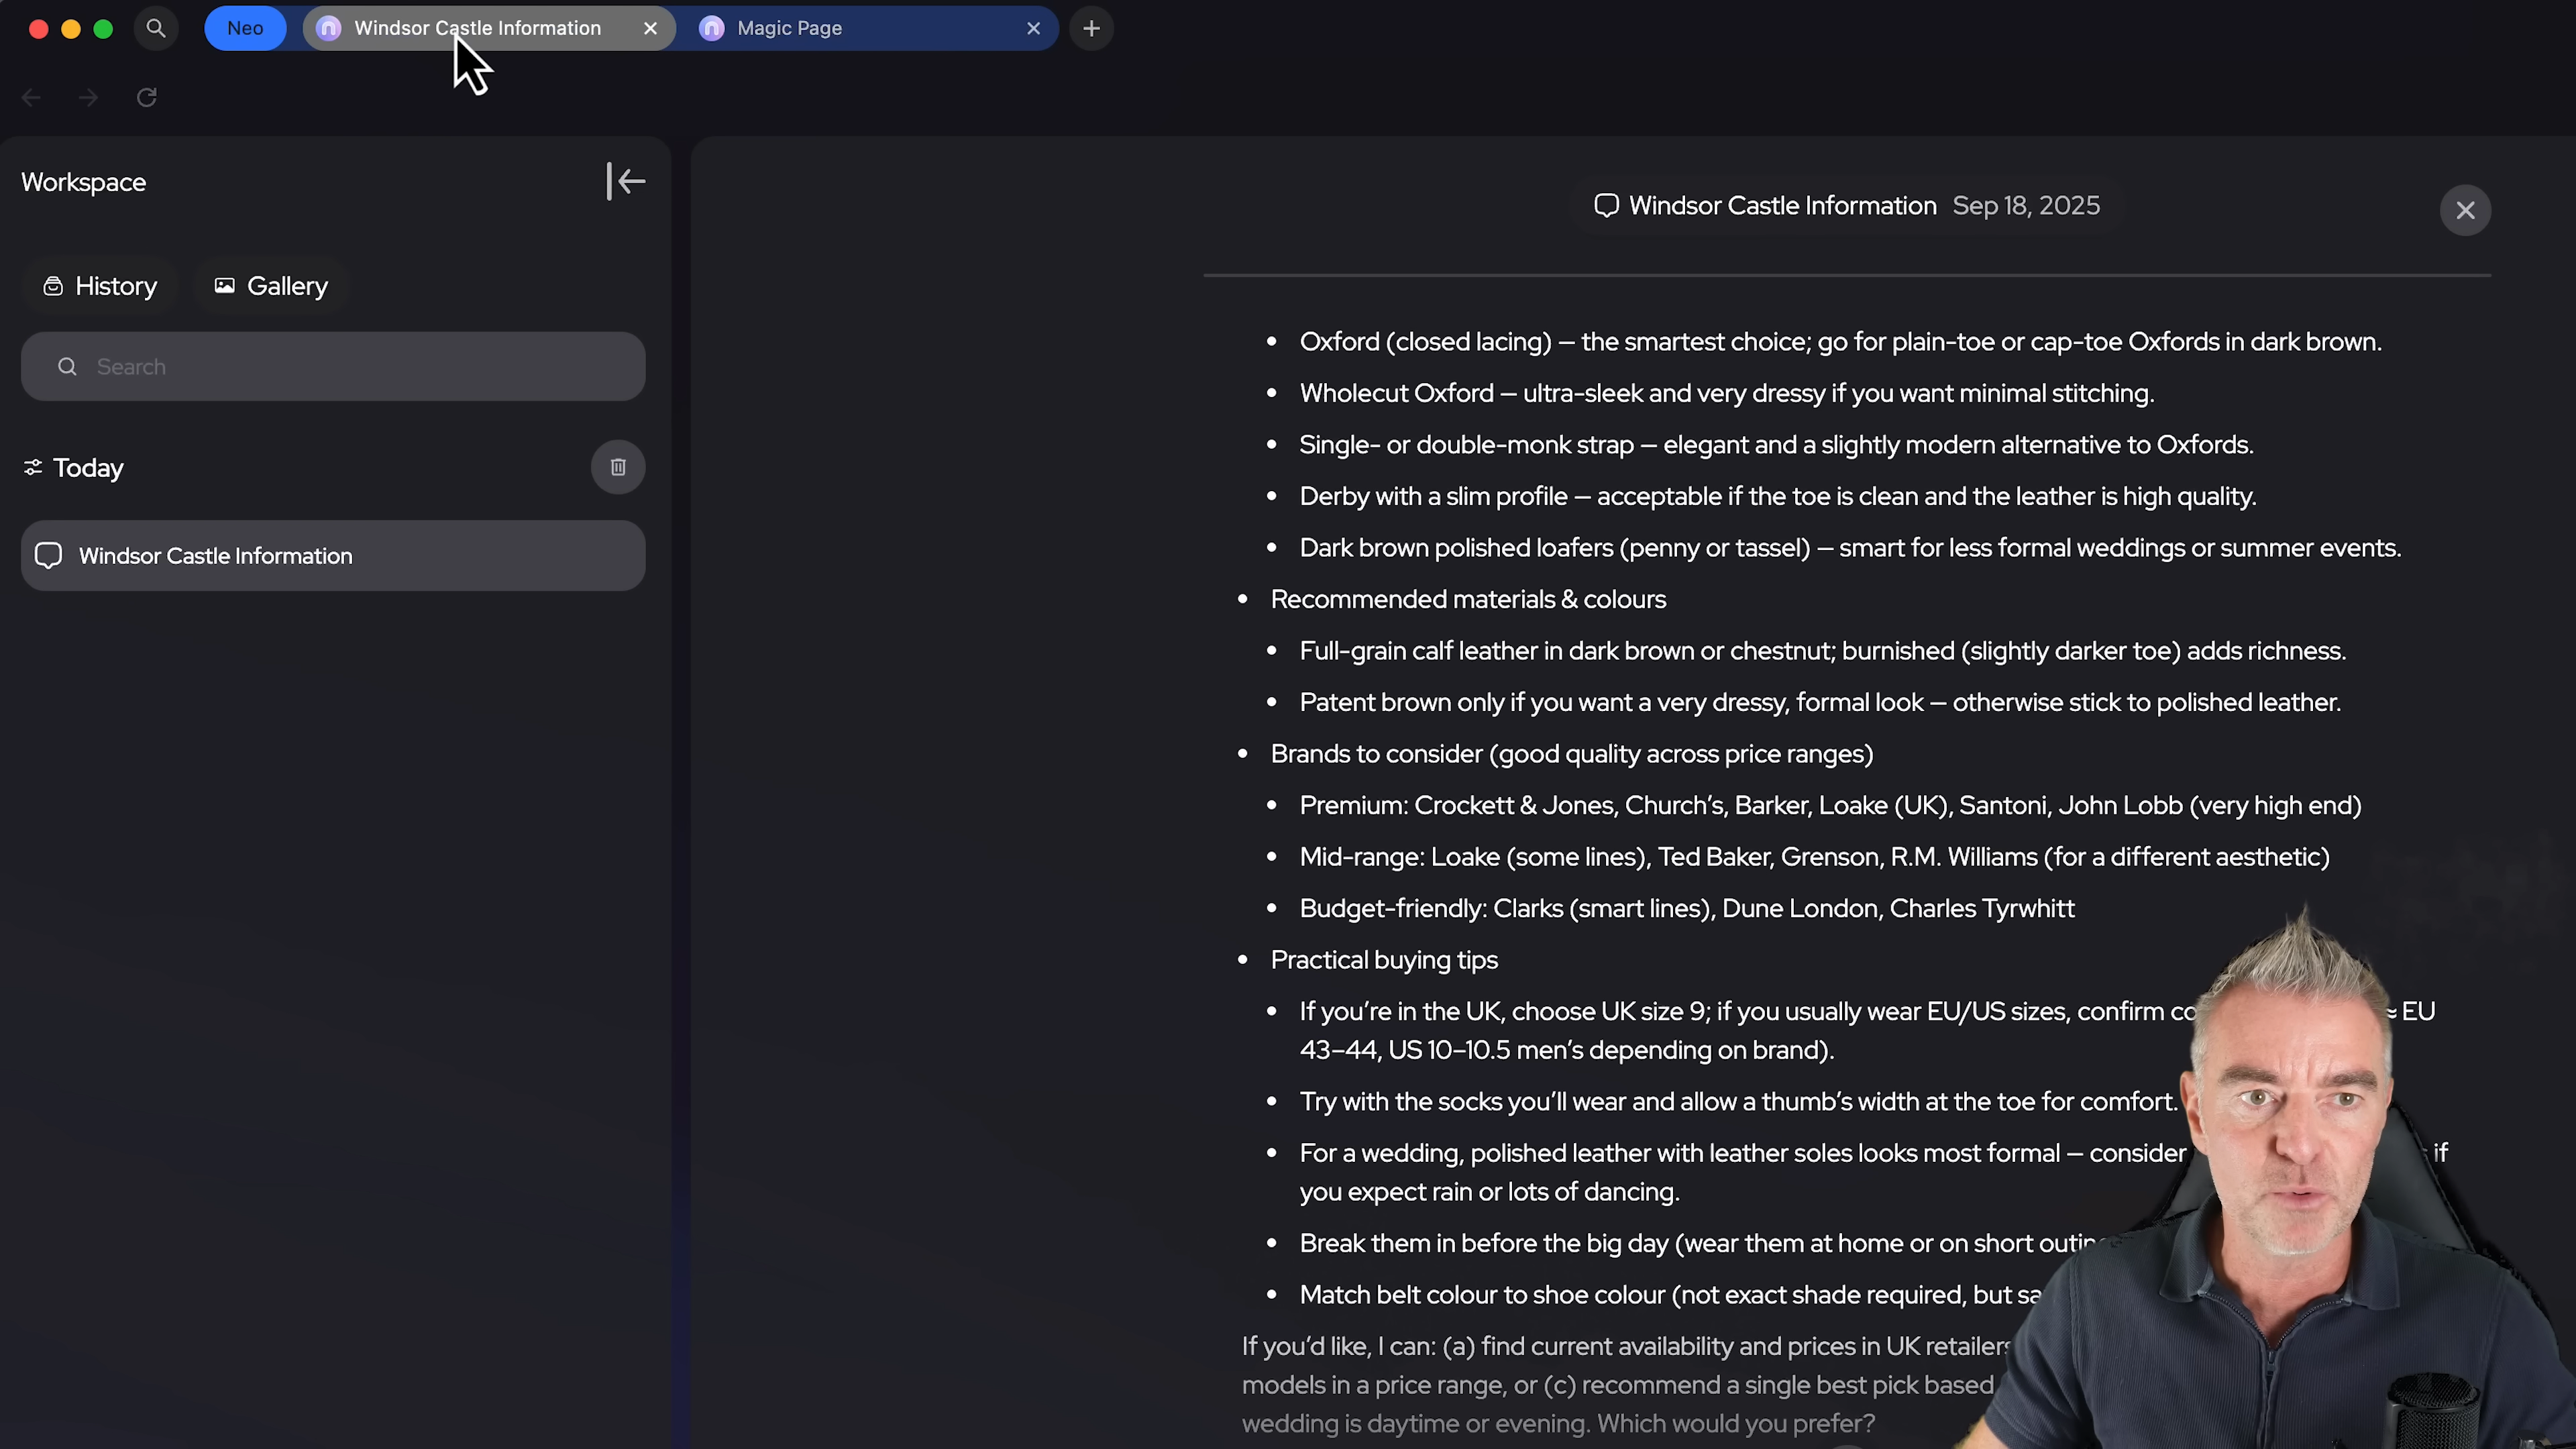 Neo
Windsor Castle Information
Magic Page
Workspace
Windsor Castle Information Sep 18, 2025
History
Gallery
Search
Today
Windsor Castle Information
• Oxford (closed lacing) — the smartest choice; go for plain-toe or cap-toe Oxfords in dark brown.
• Wholecut Oxford — ultra-sleek and very dressy if you want minimal stitching.
• Single- or double-monk strap — elegant and a slightly modern alternative to Oxfords.
• Derby with a slim profile — acceptable if the toe is clean and the leather is high quality.
• Dark brown polished loafers (penny or tassel) — smart for less formal weddings or summer events.
• Recommended materials & colours
• Full-grain calf leather in dark brown or chestnut; burnished (slightly darker toe) adds richness.
• Patent brown only if you want a very dressy, formal look — otherwise stick to polished leather.
• Brands to consider (good quality across price ranges)
• Premium: Crockett & Jones, Church's, Barker, Loake (UK), Santoni, John Lobb (very high end)
• Mid-range: Loake (some lines), Ted Baker, Grenson, R.M. Williams (for a different aesthetic)
• Budget-friendly: Clarks (smart lines), Dune London, Charles Tyrwhitt
• Practical buying tips
• If you're in the UK, choose UK size 9; if you usually wear EU/US sizes, confirm ≈ EU
43–44, US 10–10.5 men's depending on brand).
• Try with the socks you'll wear and allow a thumb's width at the toe for comfort.
• For a wedding, polished leather with leather soles looks most formal — consider if
you expect rain or lots of dancing.
• Break them in before the big day (wear them at home or on short
• Match belt colour to shoe colour (not exact shade required, but
If you'd like, I can: (a) find current availability and prices in UK retailers
models in a price range, or (c) recommend a single best pick based
wedding is daytime or evening. Which would you prefer?